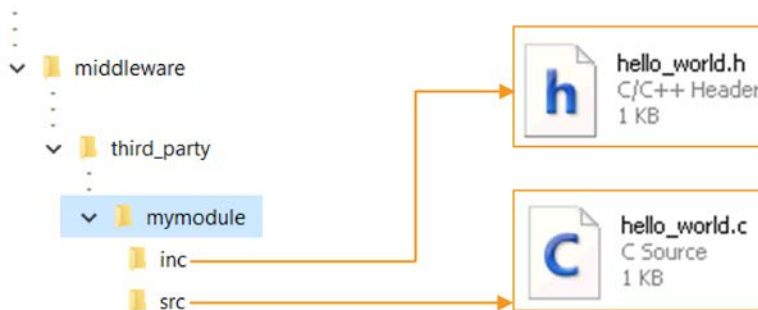 middleware
third_party
mymodule
inc
src
hello_world.h
C/C++ Header
1 KB
hello_world.c
C Source
1 KB